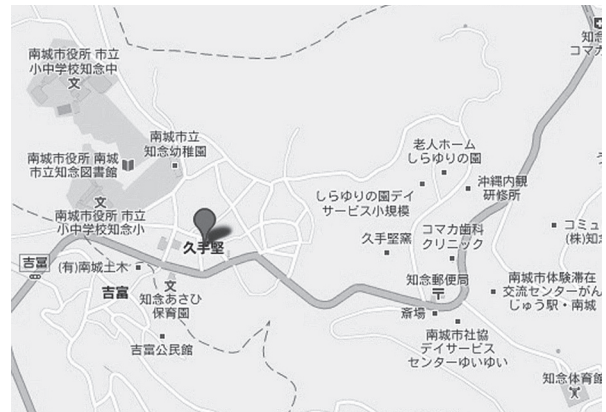 知念
コマカ
南城市役所 市立
小中学校知念中
文
南城市立
知念幼稚園
南城市役所 南城
市立知念図書館
老人ホーム
しらゆりの園
沖縄内観
研修所
しらゆりの園デイ
サービス小規模
文
南城市役所 市立
小中学校知念小
久手堅
久手堅窯
コマカ歯科
クリニック
コミュ
(株)知念
吉冨
(有)南城土木
吉冨
文
知念あさひ
保育園
知念郵便局
〒
斎場
南城市体験滞在
交流センターがん
じゅう駅・南城
吉冨公民館
南城市社協
デイサービス
センターゆいゆい
知念体育館